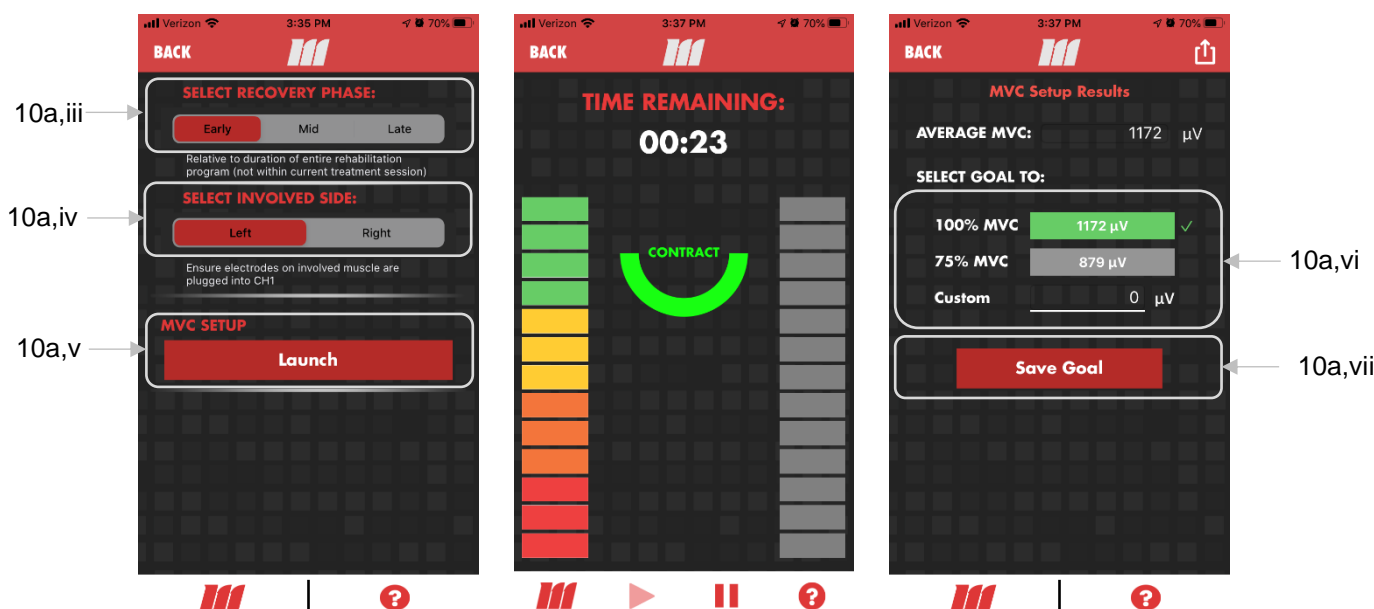 Verizon 3:35 PM 70%
BACK
10a,iii
SELECT RECOVERY PHASE:
Early Mid Late
Relative to duration of entire rehabilitation
program (not within current treatment session)
10a,iv
SELECT INVOLVED SIDE:
Left Right
Ensure electrodes on involved muscle are
plugged into CH1
10a,v
MVC SETUP
Launch
?
Verizon 3:37 PM 70%
BACK
TIME REMAINING:
00:23
CONTRACT
?
Verizon 3:37 PM 70%
BACK
MVC Setup Results
AVERAGE MVC: 1172 µV
SELECT GOAL TO:
100% MVC 1172 µV
75% MVC 879 µV
Custom 0 µV
10a,vi
Save Goal
10a,vii
?